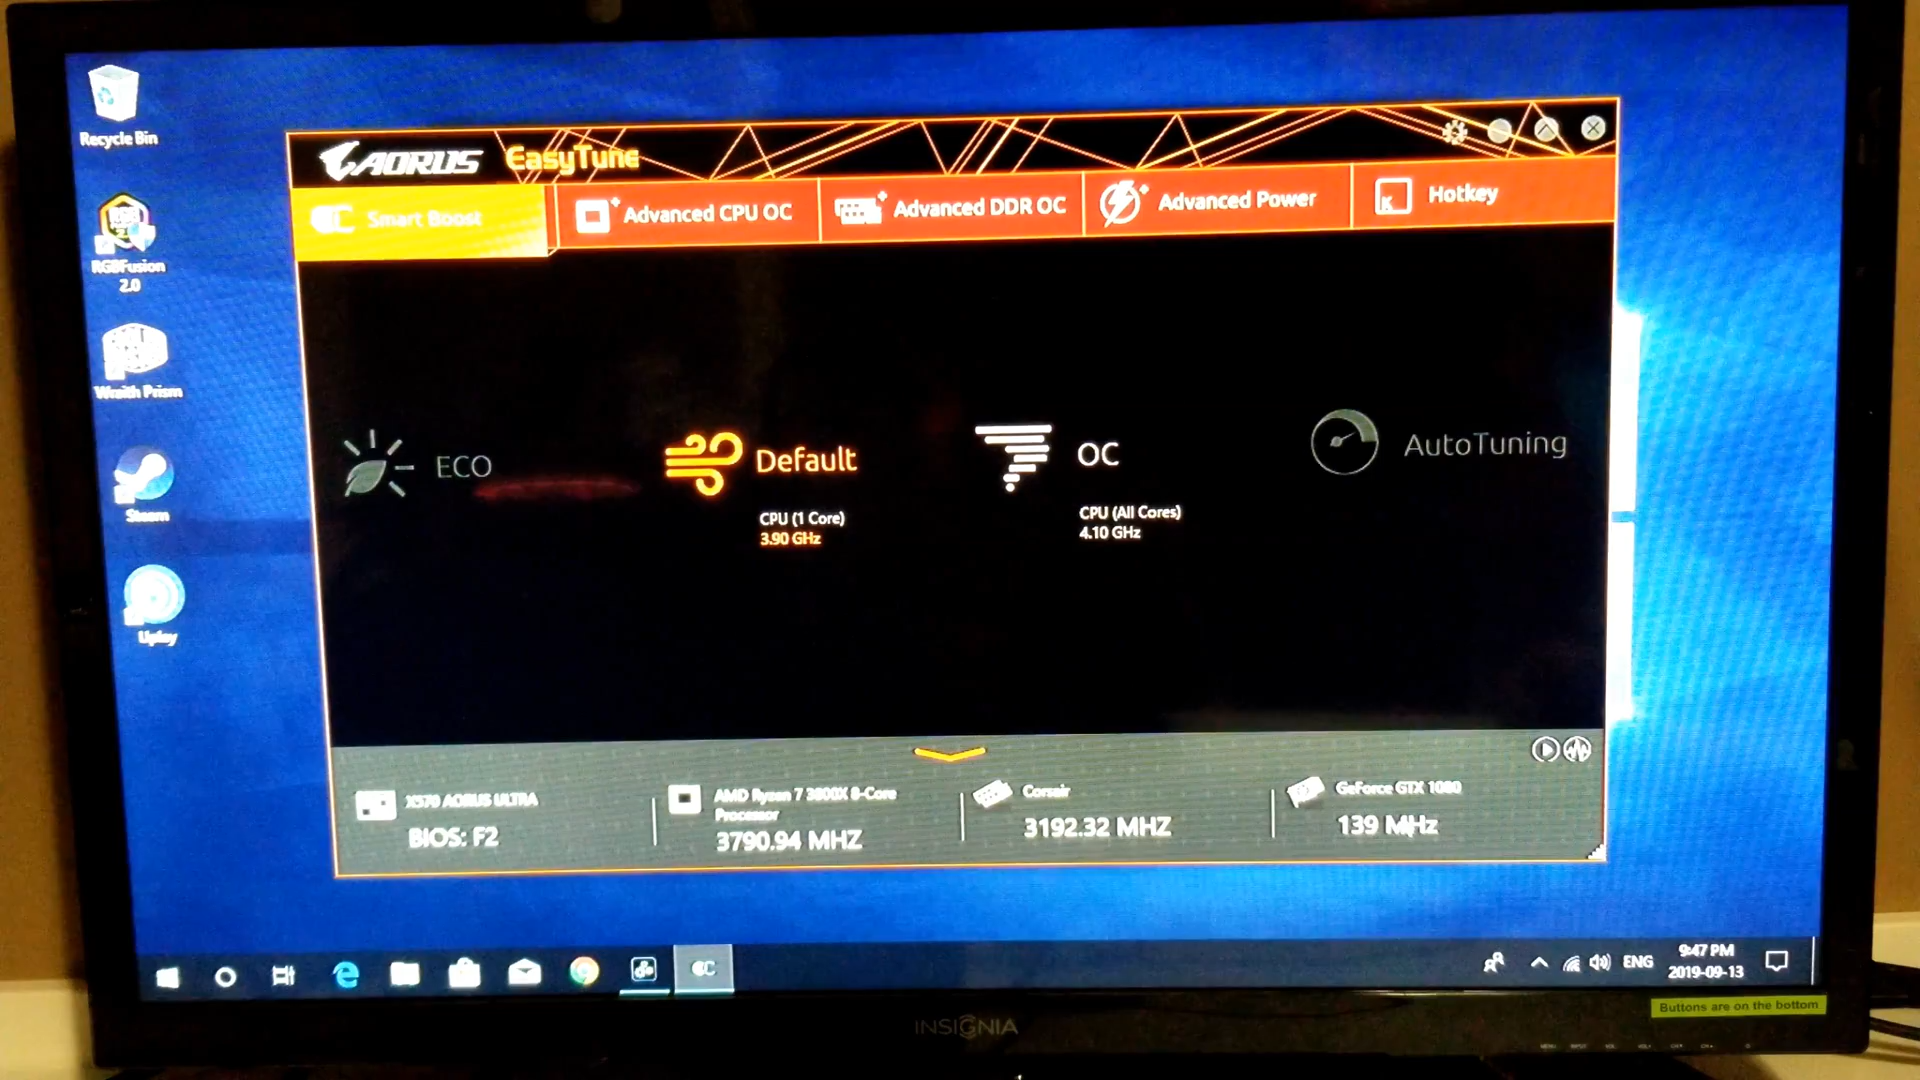 Recycle Bin
RGBFusion
2.0
Wraith Prism
Steam
Uplay
AORUS EasyTune
Smart Boost
Advanced CPU OC
Advanced DDR OC
Advanced Power
Hotkey
ECO
Default
CPU (1 Core)
3.90 GHz
OC
CPU (All Cores)
4.10 GHz
AutoTuning
X570 AORUS ULTRA
BIOS: F2
AMD Ryzen 7 3800X 8-Core
Processor
3790.94 MHZ
Corsair
3192.32 MHZ
GeForce GTX 1080
139 MHz
ENG
9:47 PM
2019-09-13
Buttons are on the bottom
INSIGNIA